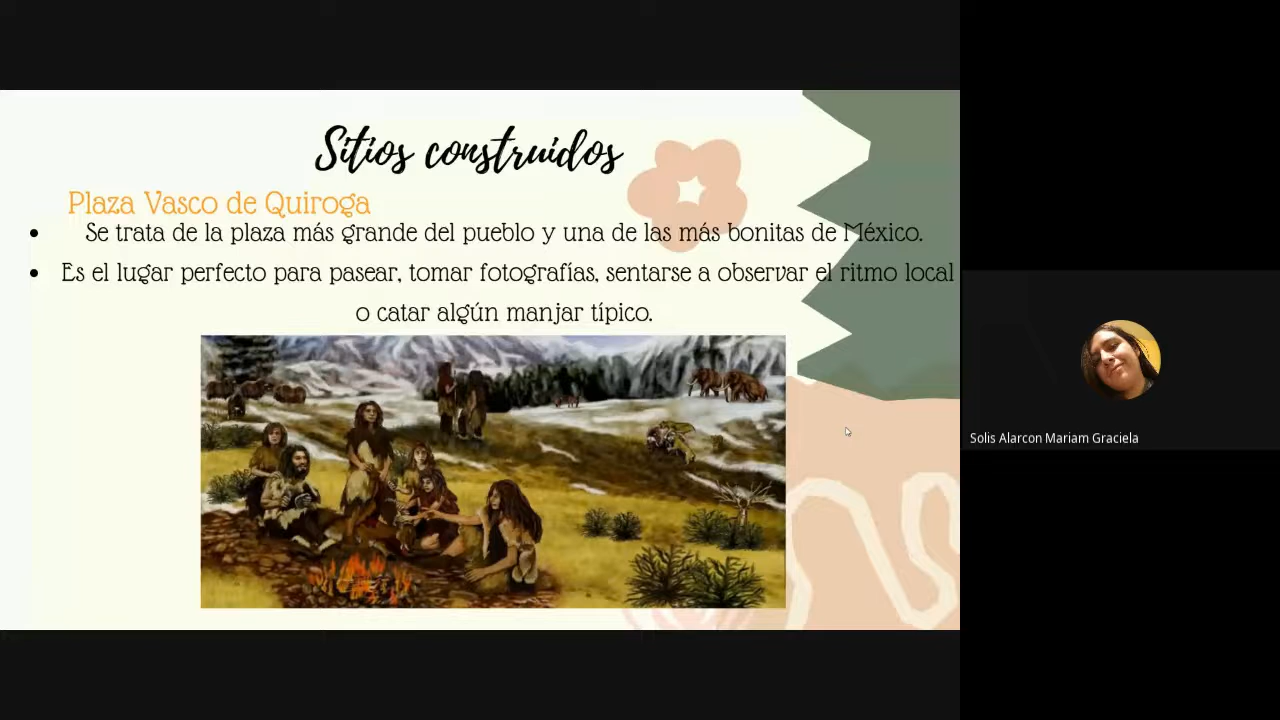 Sitios construidos
Plaza Vasco de Quiroga
Se trata de la plaza más grande del pueblo y una de las más bonitas de México.
Es el lugar perfecto para pasear, tomar fotografías, sentarse a observar el ritmo local
o catar algún manjar típico.
Solis Alarcon Mariam Graciela